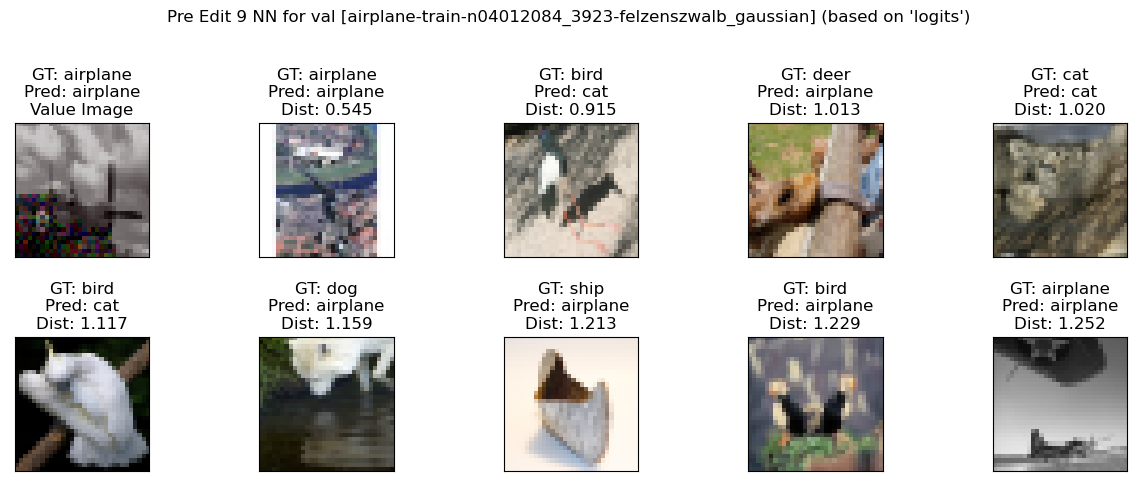 Pre Edit 9 NN for val [airplane-train-n04012084_3923-felzenszwalb_gaussian] (based on 'logits')
GT: airplane
Pred: airplane
Value Image
GT: airplane
Pred: airplane
Dist: 0.545
GT: bird
Pred: cat
Dist: 0.915
GT: deer
Pred: airplane
Dist: 1.013
GT: cat
Pred: cat
Dist: 1.020
GT: bird
Pred: cat
Dist: 1.117
GT: dog
Pred: airplane
Dist: 1.159
GT: ship
Pred: airplane
Dist: 1.213
GT: bird
Pred: airplane
Dist: 1.229
GT: airplane
Pred: airplane
Dist: 1.252